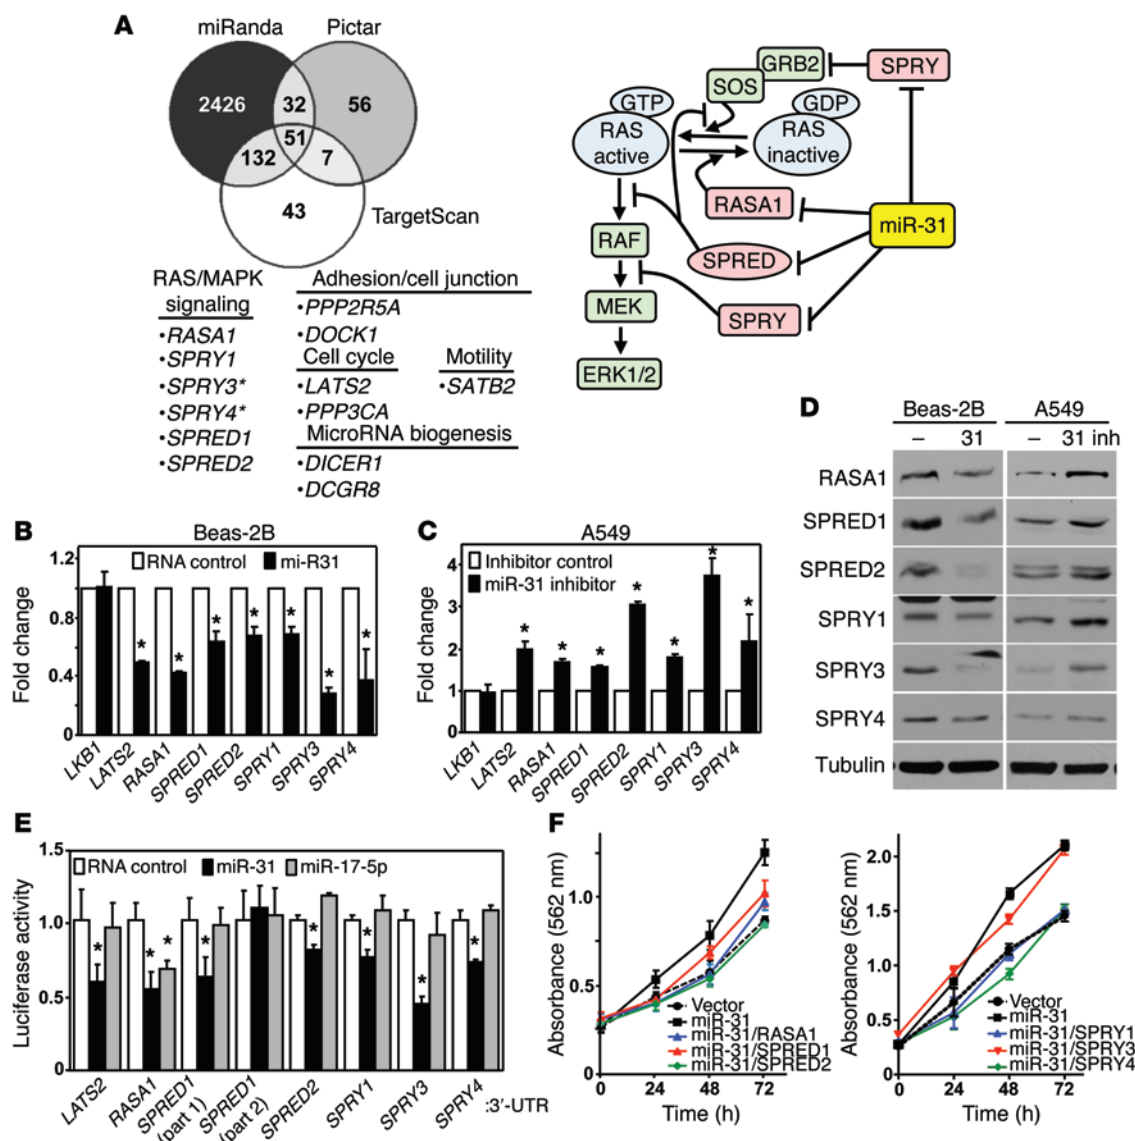 A
miRanda
Pictar
2426
32
56
51
132
7
43
TargetScan
RAS/MAPK
signaling
•RASA1
•SPRY1
•SPRY3*
•SPRY4*
•SPRED1
•SPRED2
Adhesion/cell junction
•PPP2R5A
•DOCK1
Cell cycle
•LATS2
•PPP3CA
Motility
•SATB2
MicroRNA biogenesis
•DICER1
•DCGR8
GRB2
SPRY
SOS
GTP
GDP
RAS
active
RAS
inactive
RASA1
miR-31
RAF
SPRED
MEK
SPRY
ERK1/2
B
Beas-2B
RNA control
mi-R31
Fold change
1.2
0.8
0.4
0
* * * * * * *
LKB1
LATS2
RASA1
SPRED1
SPRED2
SPRY1
SPRY3
SPRY4
C
A549
Inhibitor control
miR-31 inhibitor
Fold change
4
3
2
1
0
* * * * * * *
LKB1
LATS2
RASA1
SPRED1
SPRED2
SPRY1
SPRY3
SPRY4
D
Beas-2B
A549
– 31 – 31 inh
RASA1
SPRED1
SPRED2
SPRY1
SPRY3
SPRY4
Tubulin
E
RNA control
miR-31
miR-17-5p
Luciferase activity
1.5
1.0
0.5
0
* * * * * * * *
LATS2
RASA1
SPRED1
(part 1)
SPRED1
(part 2)
SPRED2
SPRY1
SPRY3
SPRY4
:3′-UTR
F
Absorbance (562 nm)
1.0
0.5
0
Vector
miR-31
miR-31/RASA1
miR-31/SPRED1
miR-31/SPRED2
0 24 48 72
Time (h)
Absorbance (562 nm)
2.0
1.5
1.0
0.5
0
Vector
miR-31
miR-31/SPRY1
miR-31/SPRY3
miR-31/SPRY4
0 24 48 72
Time (h)